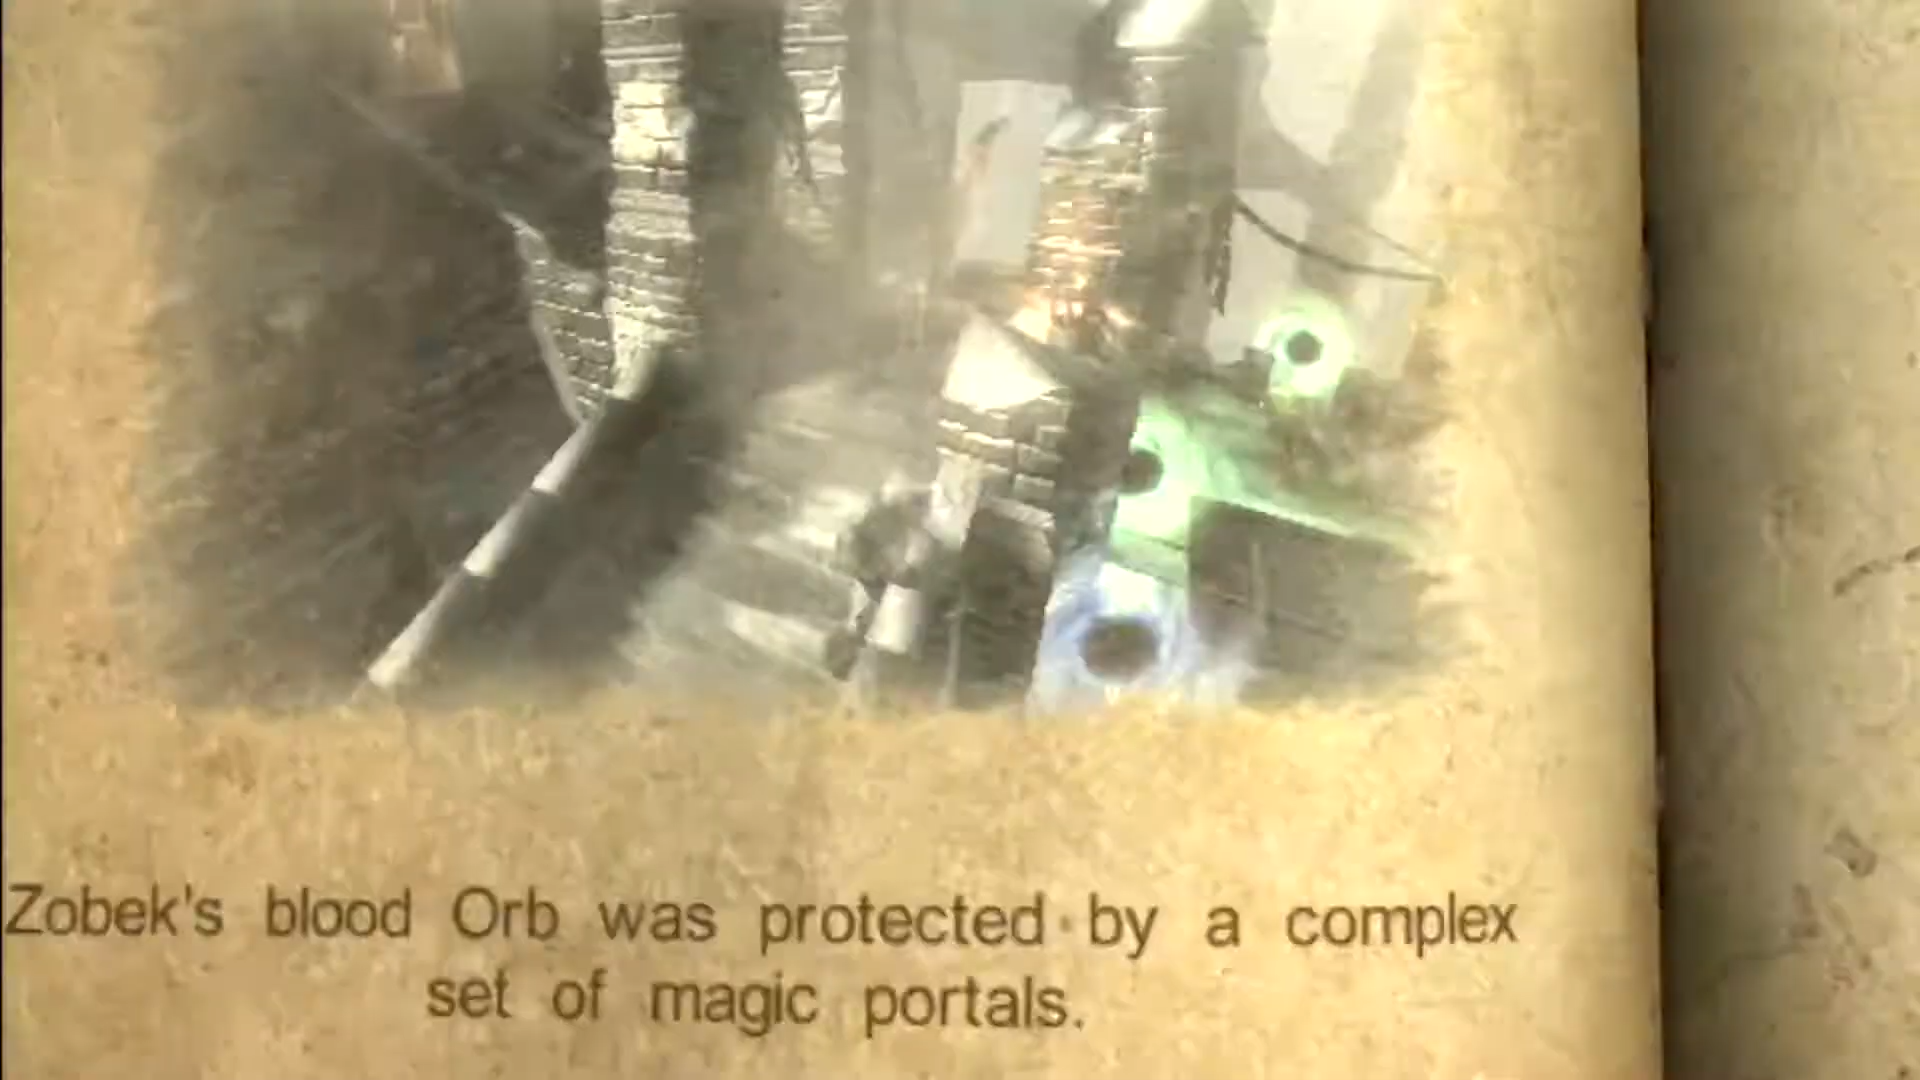 Zobek's blood Orb was protected by a complex
set of magic portals.